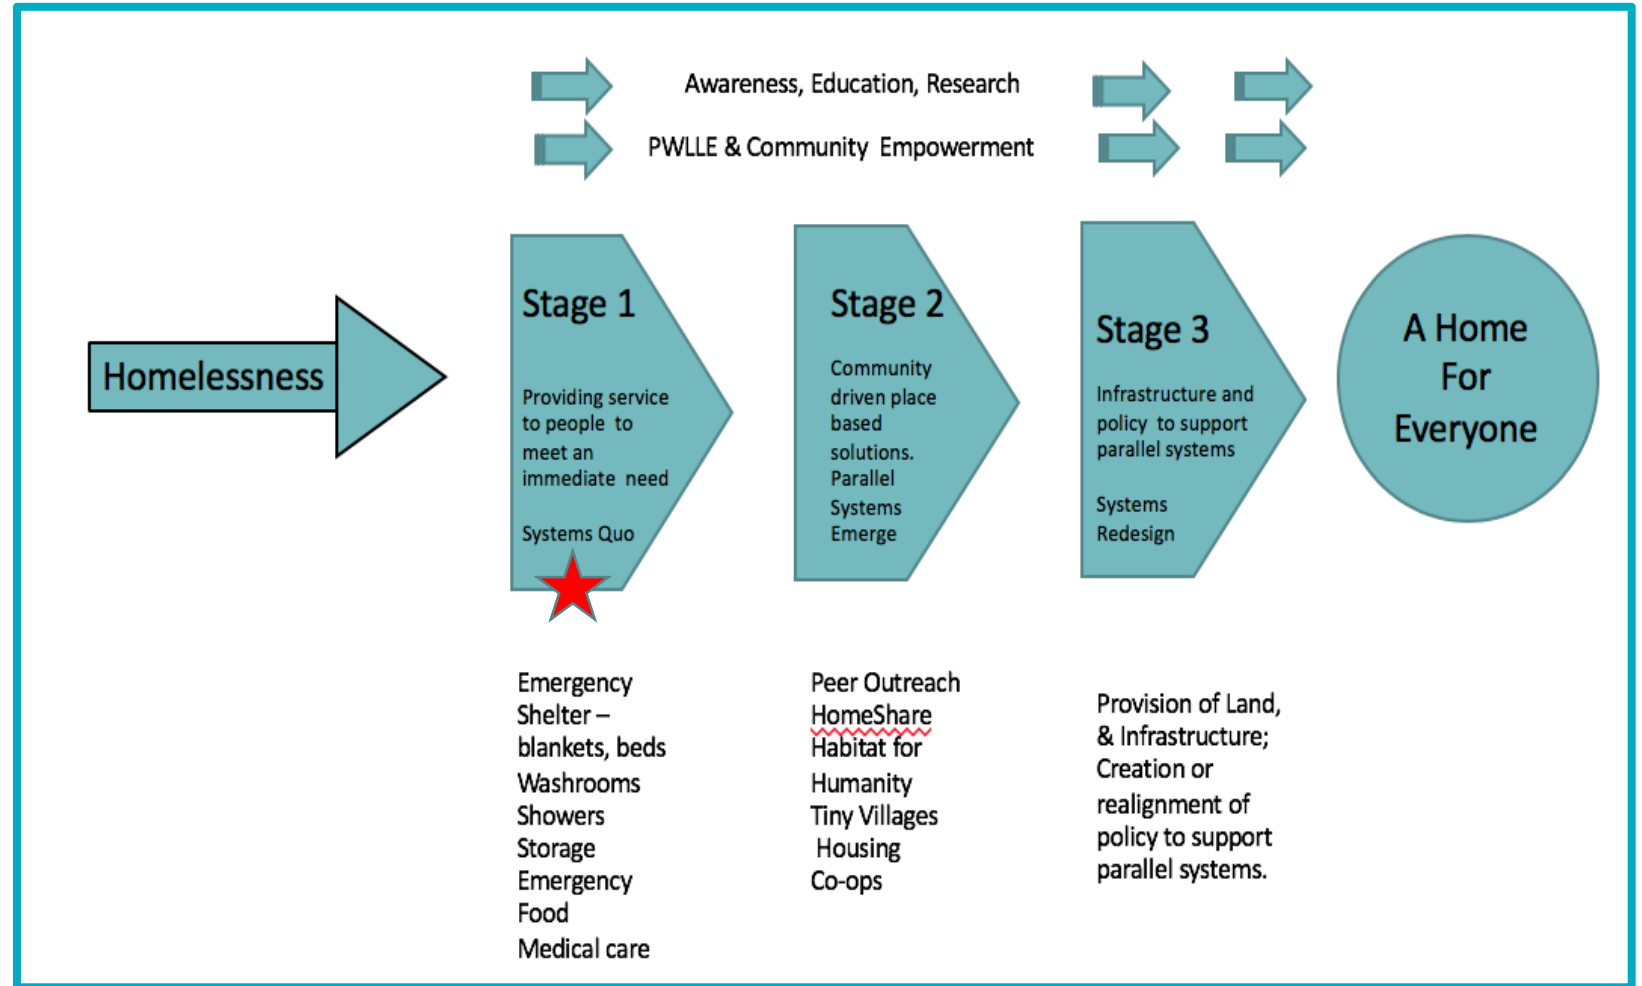 Awareness, Education, Research
PWLLE & Community Empowerment
Homelessness
Stage 1
Providing service
to people to
meet an
immediate need
Systems Quo
Stage 2
Community
driven place
based
solutions.
Parallel
Systems
Emerge
Stage 3
Infrastructure and
policy to support
parallel systems
Systems
Redesign
A Home
For
Everyone
Emergency
Shelter –
blankets, beds
Washrooms
Showers
Storage
Emergency
Food
Medical care
Peer Outreach
HomeShare
Habitat for
Humanity
Tiny Villages
Housing
Co-ops
Provision of Land,
& Infrastructure;
Creation or
realignment of
policy to support
parallel systems.